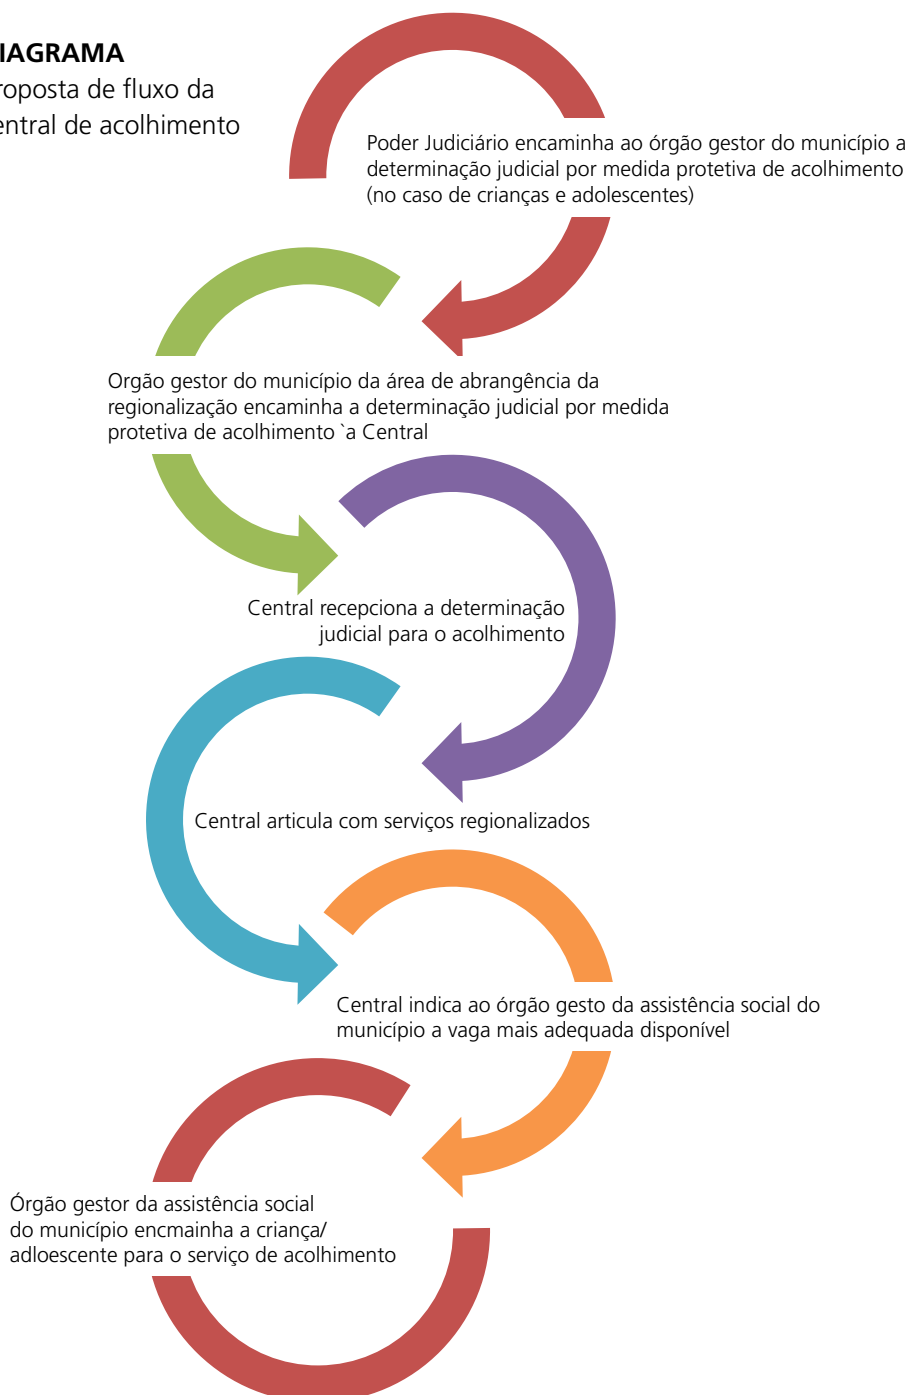 IAGRAMA
roposta de fluxo da
entral de acolhimento
Poder Judiciário encaminha ao órgão gestor do município a
determinação judicial por medida protetiva de acolhimento
(no caso de crianças e adolescentes)
Orgão gestor do município da área de abrangência da
regionalização encaminha a determinação judicial por medida
protetiva de acolhimento `a Central
Central recepciona a determinação
judicial para o acolhimento
Central articula com serviços regionalizados
Central indica ao órgão gesto da assistência social do
município a vaga mais adequada disponível
Órgão gestor da assistência social
do município encmainha a criança/
adloescente para o serviço de acolhimento